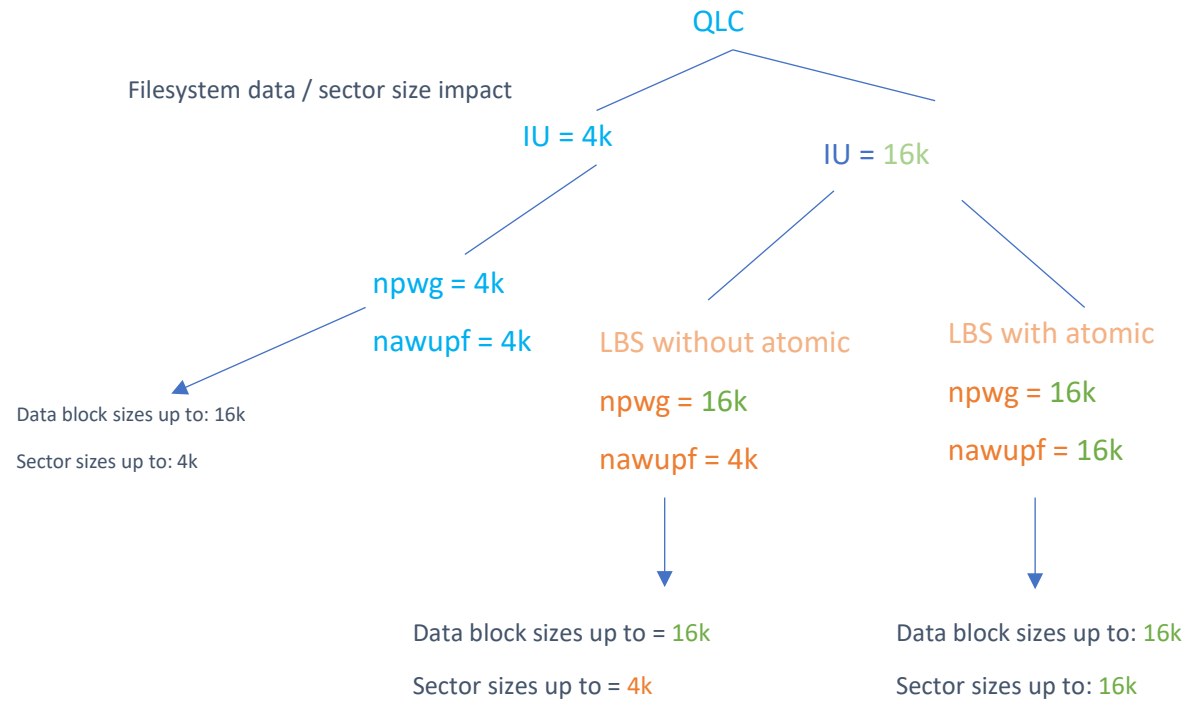 QLC
Filesystem data / sector size impact
IU = 4k
IU = 16k
npwg = 4k
nawupf = 4k
LBS without atomic
npwg = 16k
nawupf = 4k
LBS with atomic
npwg = 16k
nawupf = 16k
Data block sizes up to: 16k
Sector sizes up to: 4k
Data block sizes up to = 16k
Sector sizes up to = 4k
Data block sizes up to: 16k
Sector sizes up to: 16k